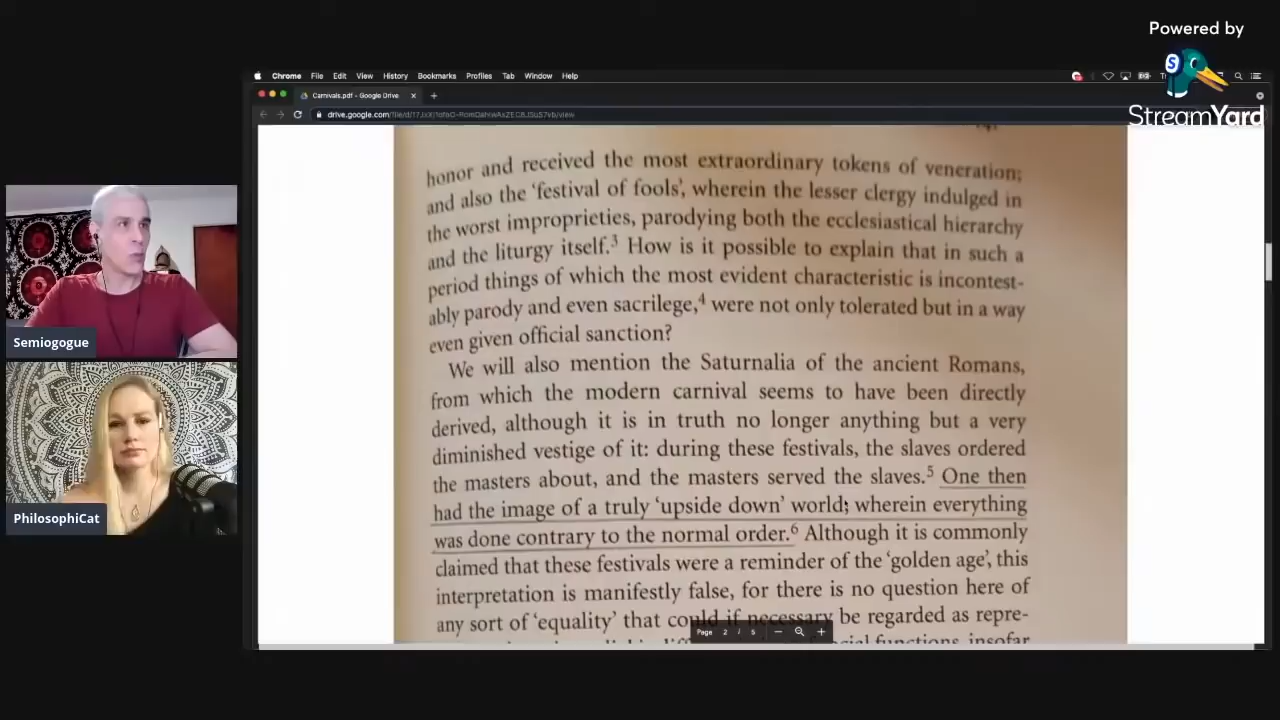 Powered by
StreamYard
Chrome File Edit View History Bookmarks Profiles Tab Window Help
Carnivals.pdf - Google Drive
honor and received the most extraordinary tokens of veneration;
and also the ‘festival of fools’, wherein the lesser clergy indulged in
the worst improprieties, parodying both the ecclesiastical hierarchy
and the liturgy itself.³ How is it possible to explain that in such a
period things of which the most evident characteristic is incontest-
ably parody and even sacrilege,⁴ were not only tolerated but in a way
even given official sanction?
We will also mention the Saturnalia of the ancient Romans,
from which the modern carnival seems to have been directly
derived, although it is in truth no longer anything but a very
diminished vestige of it: during these festivals, the slaves ordered
the masters about, and the masters served the slaves.⁵ One then
had the image of a truly ‘upside down’ world; wherein everything
was done contrary to the normal order.⁶ Although it is commonly
claimed that these festivals were a reminder of the ‘golden age’, this
interpretation is manifestly false, for there is no question here of
any sort of ‘equality’ that could if necessary be regarded as repre-
functions, insofar
Page 2 / 5
Semiogogue
PhilosophiCat